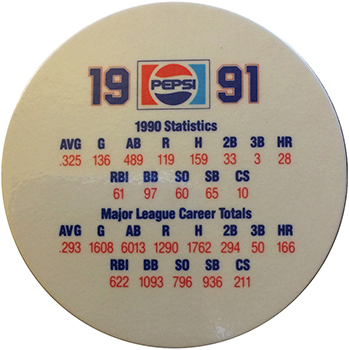 19 PEPSI 91
1990 Statistics
AVG G AB R H 2B 3B HR
.325 136 489 119 159 33 3 28
RBI BB SO SB CS
61 97 60 65 10
Major League Career Totals
AVG G AB R H 2B 3B HR
.293 1608 6013 1290 1762 294 50 166
RBI BB SO SB CS
622 1093 796 936 211